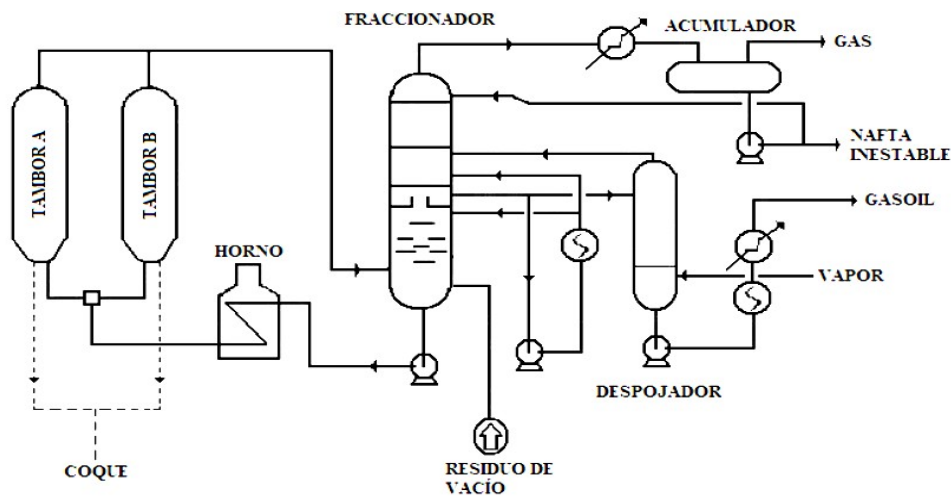 FRACCIONADOR
ACUMULADOR
GAS
TAMBOR A
TAMBOR B
NAFTA
INESTABLE
GASOIL
HORNO
VAPOR
DESPOJADOR
COQUE
RESIDUO DE
VACÍO